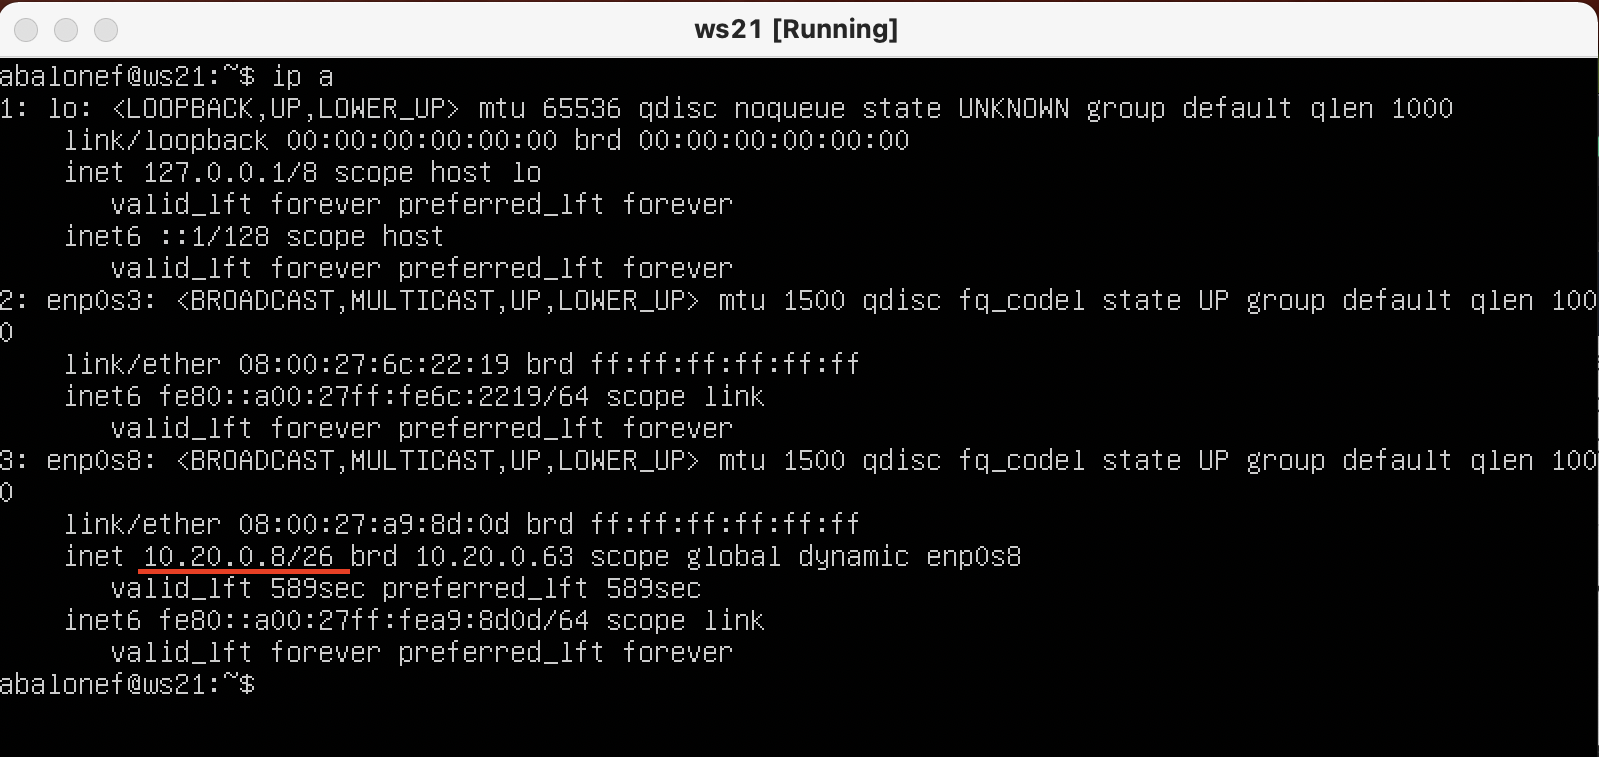 ws21 [Running]
abalonef@ws21:~$ ip a
1: lo: <LOOPBACK,UP,LOWER_UP> mtu 65536 qdisc noqueue state UNKNOWN group default qlen 1000
    link/loopback 00:00:00:00:00:00 brd 00:00:00:00:00:00
    inet 127.0.0.1/8 scope host lo
       valid_lft forever preferred_lft forever
    inet6 ::1/128 scope host
       valid_lft forever preferred_lft forever
2: enp0s3: <BROADCAST,MULTICAST,UP,LOWER_UP> mtu 1500 qdisc fq_codel state UP group default qlen 100
0
    link/ether 08:00:27:6c:22:19 brd ff:ff:ff:ff:ff:ff
    inet6 fe80::a00:27ff:fe6c:2219/64 scope link
       valid_lft forever preferred_lft forever
3: enp0s8: <BROADCAST,MULTICAST,UP,LOWER_UP> mtu 1500 qdisc fq_codel state UP group default qlen 100
0
    link/ether 08:00:27:a9:8d:0d brd ff:ff:ff:ff:ff:ff
    inet 10.20.0.8/26 brd 10.20.0.63 scope global dynamic enp0s8
       valid_lft 589sec preferred_lft 589sec
    inet6 fe80::a00:27ff:fea9:8d0d/64 scope link
       valid_lft forever preferred_lft forever
abalonef@ws21:~$